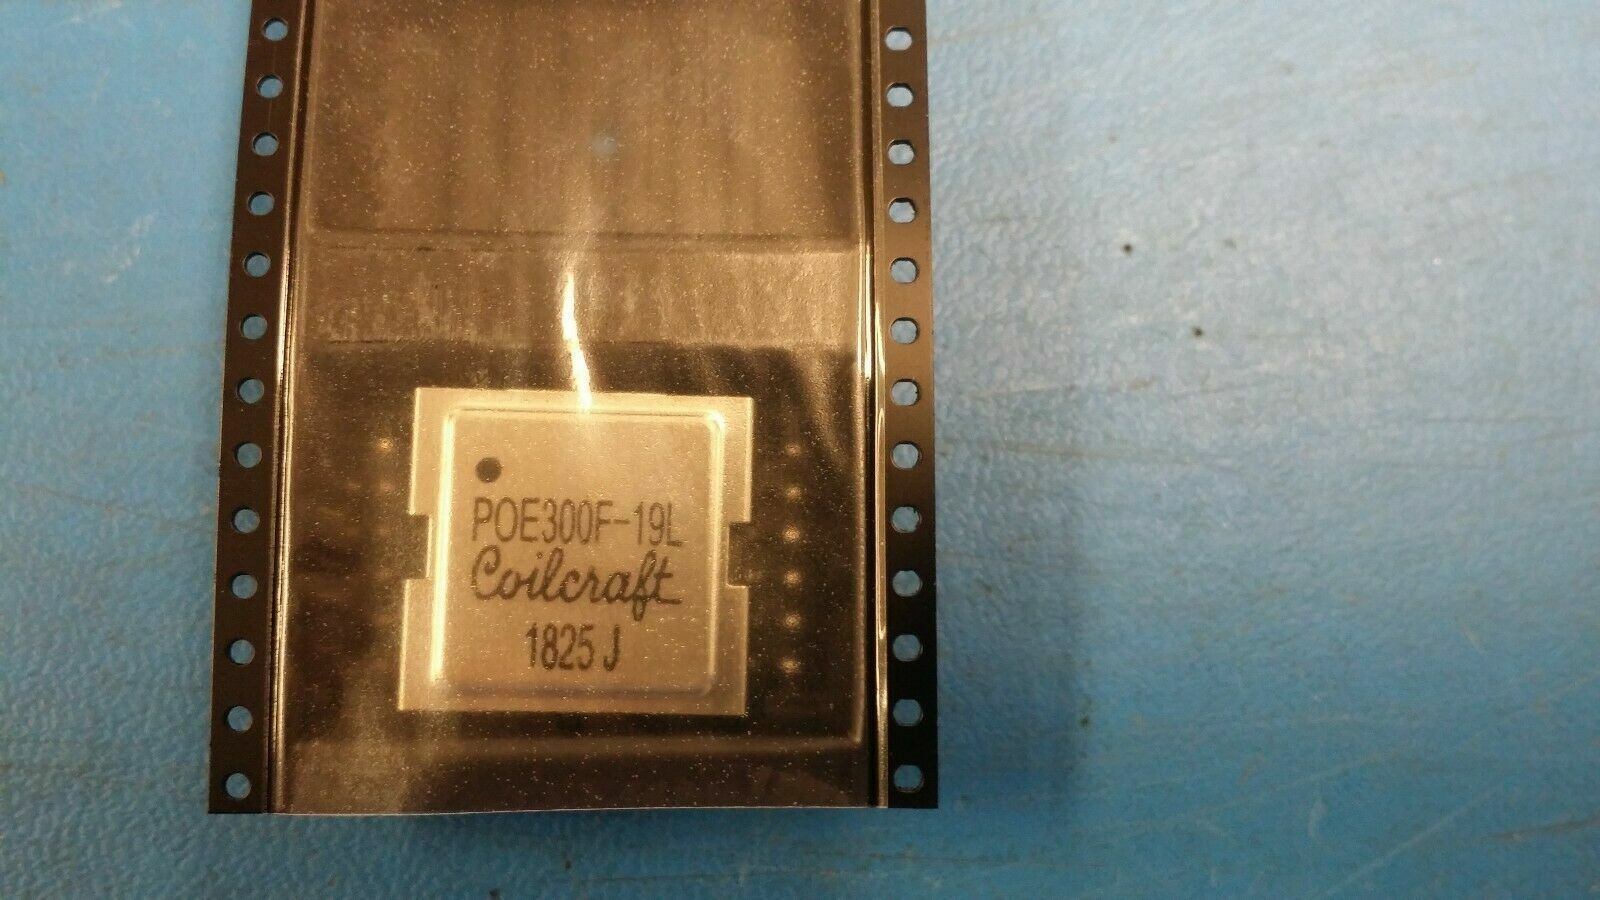 POE300F-19L
Coilcraft
1825 J